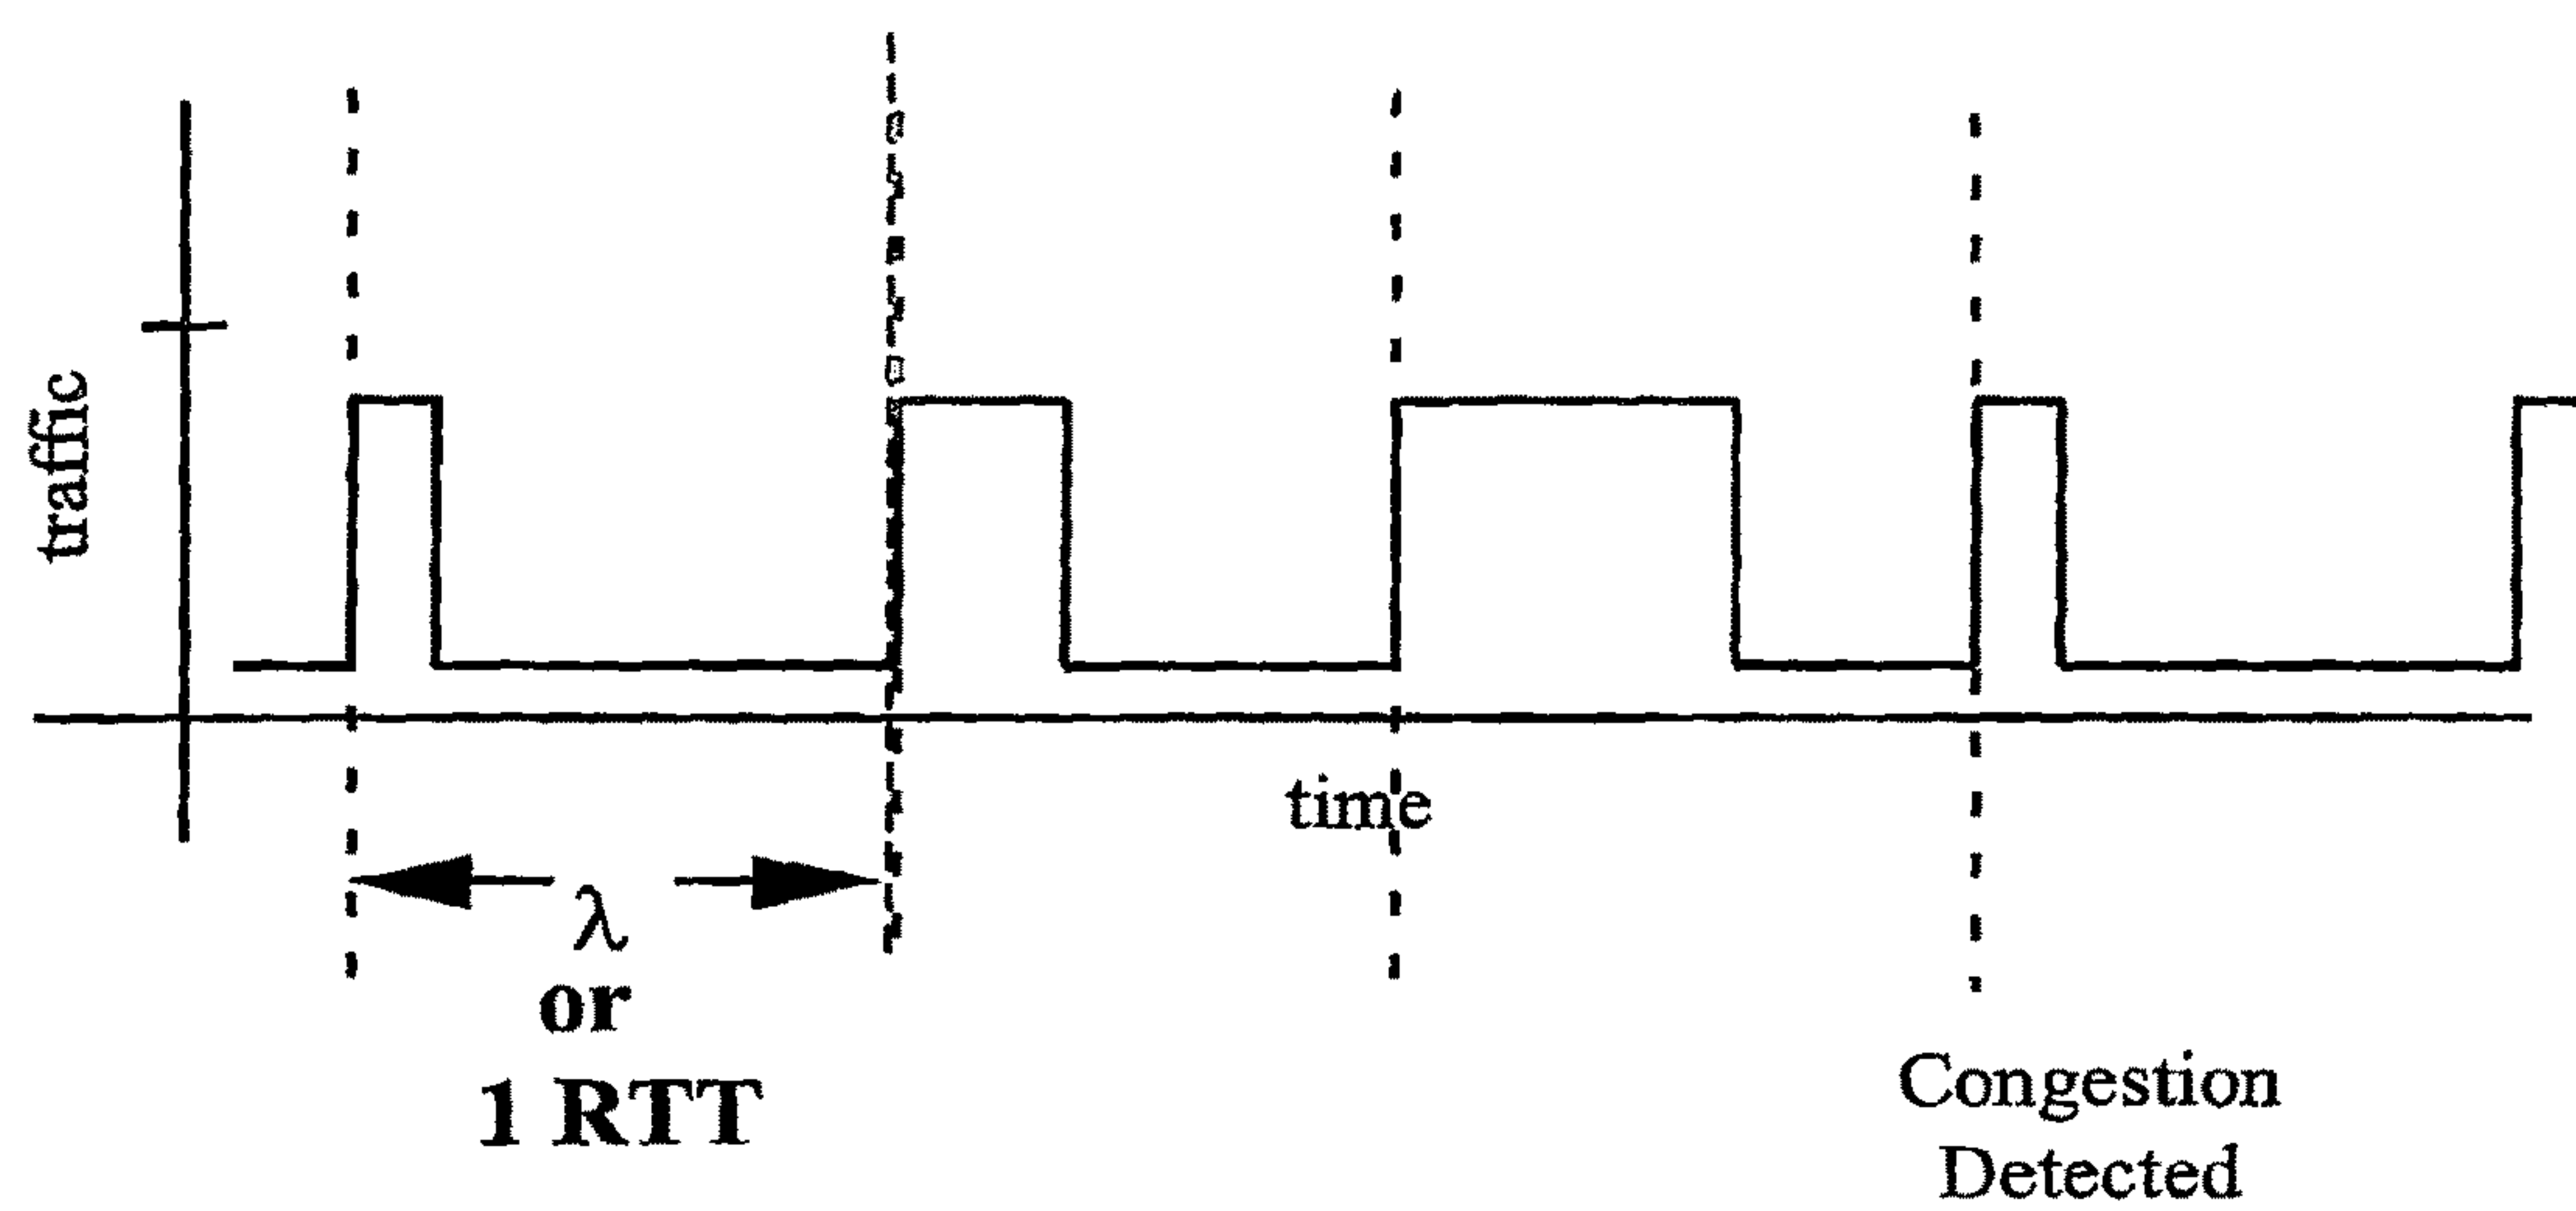 traffic
time
λ
or
1 RTT
Congestion
Detected